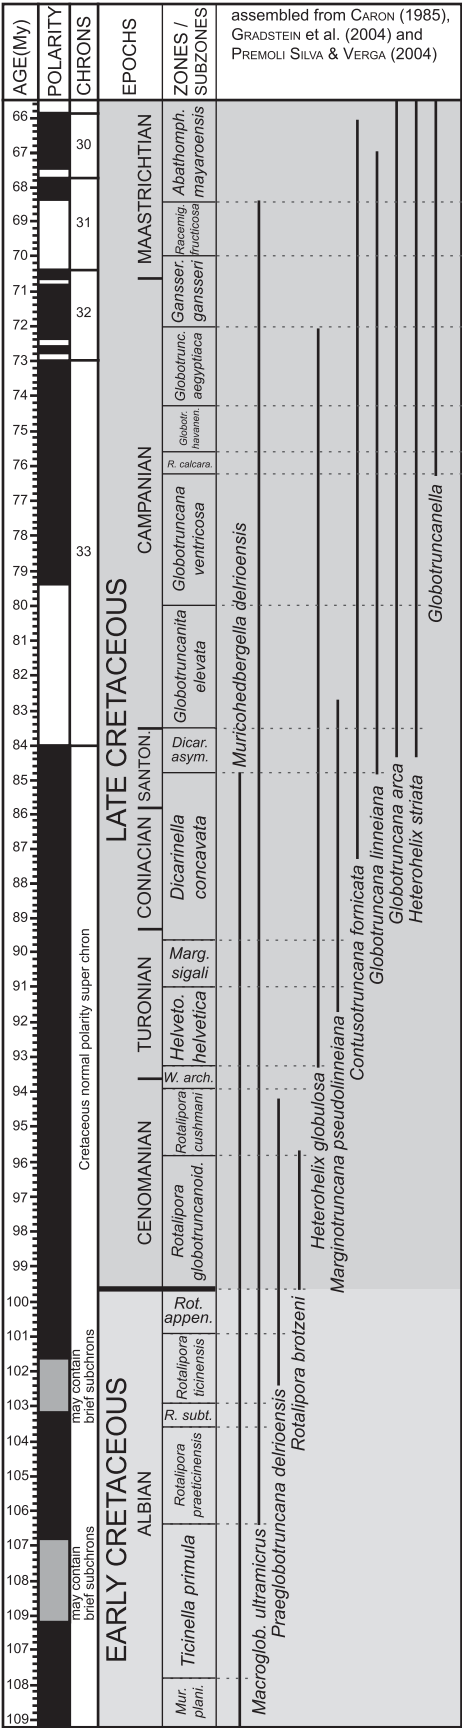 AGE(My)
POLARITY
CHRONS
EPOCHS
ZONES /
SUBZONES
assembled from CARON (1985),
GRADSTEIN et al. (2004) and
PREMOLI SILVA & VERGA (2004)
66
67
68
69
70
71
72
73
74
75
76
77
78
79
80
81
82
83
84
85
86
87
88
89
90
91
92
93
94
95
96
97
98
99
100
101
102
103
104
105
106
107
108
109
107
108
109
30
31
32
33
Cretaceous normal polarity super chron
may contain
brief subchrons
may contain
brief subchrons
LATE CRETACEOUS
EARLY CRETACEOUS
MAASTRICHTIAN
CAMPANIAN
SANTON.
CONIACIAN
TURONIAN
CENOMANIAN
ALBIAN
Abathomph.
mayaroensis
Racemig.
fructicosa
Gansser.
gansseri
Globotrunc.
aegyptiaca
Globotr.
havanen.
R. calcara.
Globotruncana
ventricosa
Globotruncanita
elevata
Dicar.
asym.
Dicarinella
concavata
Marg.
sigali
Helveto.
helvetica
W. arch.
Rotalipora
cushmani
Rotalipora
globotruncanoid.
Rot.
appen.
Rotalipora
ticinensis
R. subt.
Rotalipora
praeticinensis
Ticinella primula
Mur.
plani.
Muricohedbergella delrioensis
Macroglob. ultramicrus
Praeglobotruncana delrioensis
Rotalipora brotzeni
Heterohelix globulosa
Marginotruncana pseudolinneiana
Contusotruncana fornicata
Globotruncana linneiana
Globotruncana arca
Heterohelix striata
Globotruncanella